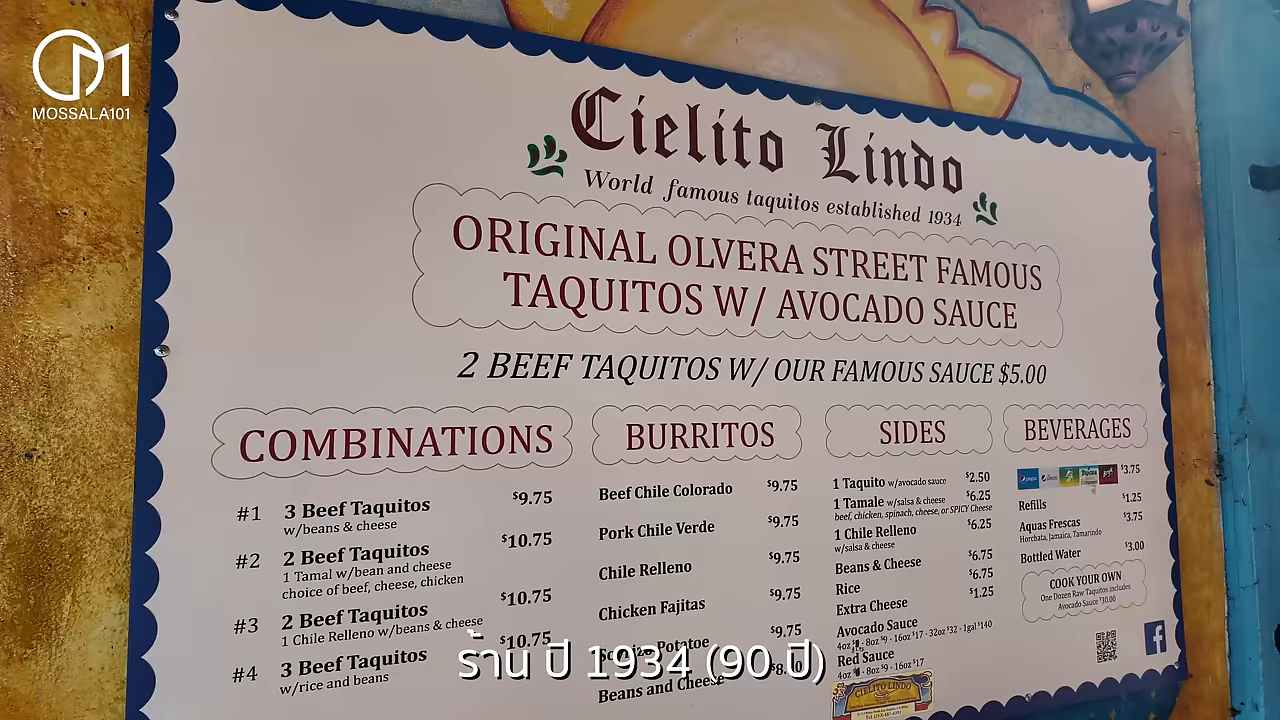 MOSSALA101
Cielito Lindo
World famous taquitos established 1934
ORIGINAL OLVERA STREET FAMOUS
TAQUITOS W/ AVOCADO SAUCE
2 BEEF TAQUITOS W/ OUR FAMOUS SAUCE $5.00
COMBINATIONS
#1 3 Beef Taquitos $9.75
w/beans & cheese
#2 2 Beef Taquitos $10.75
1 Tamal w/bean and cheese
choice of beef, cheese, chicken
#3 2 Beef Taquitos $10.75
1 Chile Relleno w/beans & cheese
#4 3 Beef Taquitos $10.75
w/rice and beans
BURRITOS
Beef Chile Colorado $9.75
Pork Chile Verde $9.75
Chile Relleno $9.75
Chicken Fajitas $9.75
Potatoe $9.75
Beans and Cheese
SIDES
1 Taquito w/avocado sauce $2.50
1 Tamale w/salsa & cheese $6.25
beef, chicken, spinach, cheese, or SPICY Cheese
1 Chile Relleno $6.25
w/salsa & cheese
Beans & Cheese $6.75
Rice $6.75
Extra Cheese $1.25
Avocado Sauce
8oz $9 - 16oz $17 - 32oz $32 - 1gal $140
Red Sauce
8oz $9 - 16oz $17
CIELITO LINDO
BEVERAGES
pepsi $3.75
Refills $1.25
Aquas Frescas $3.75
Horchata, Jamaica, Tamarindo
Bottled Water $3.00
COOK YOUR OWN
One Dozen Raw Taquitos includes
Avocado Sauce $30.00
f
ร้าน ปี 1934 (90 ปี)